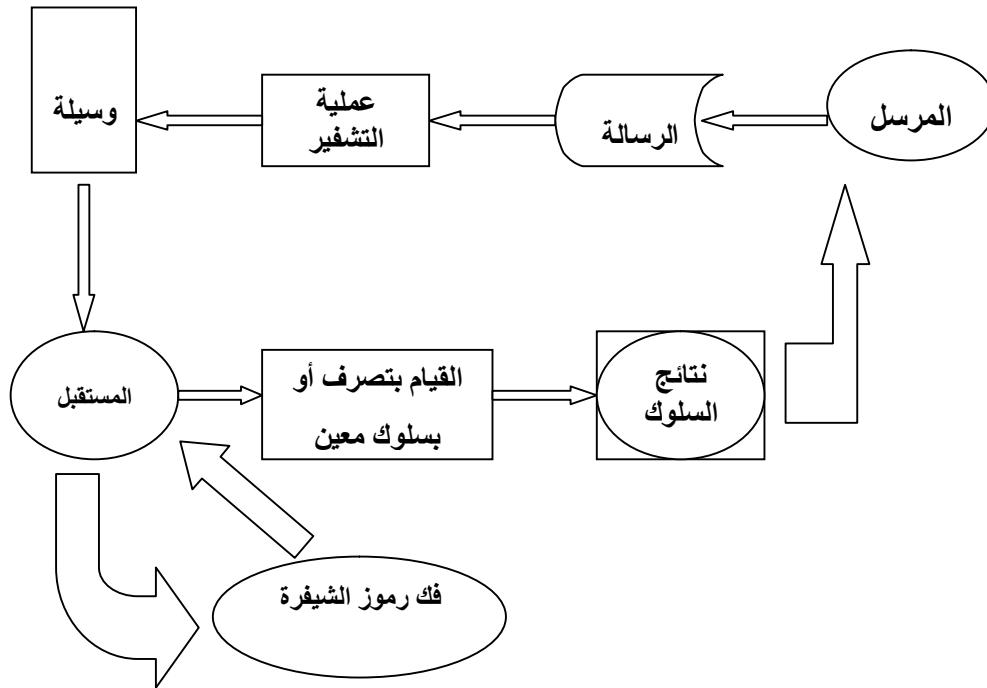 المرسل
الرسالة
عملية
التشفير
وسيلة
المستقبل
القيام بتصرف أو
بسلوك معين
نتائج
السلوك
فك رموز الشيفرة